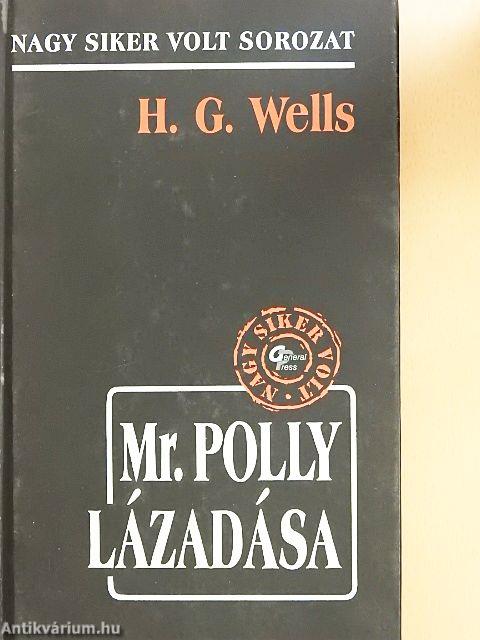 NAGY SIKER VOLT SOROZAT
H. G. Wells
NAGY SIKER VOLT •
General
Press
Mr. POLLY
LÁZADÁSA
Antikvárium.hu